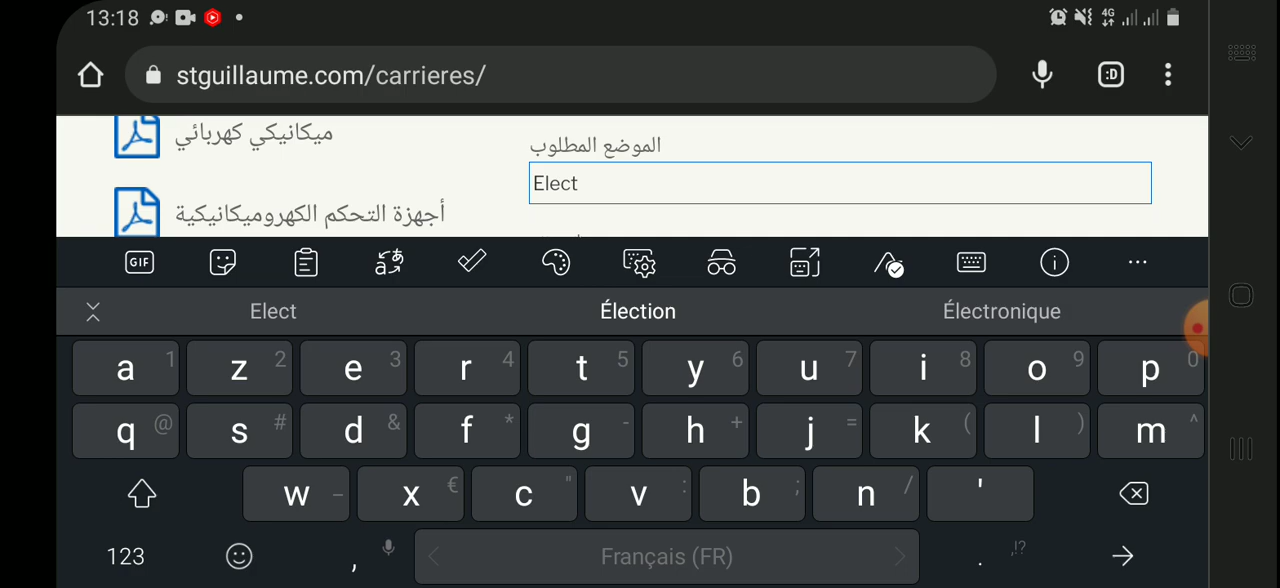 13:18
4G
stguillaume.com/carrieres/
:D
ميكانيكي كهربائي
الموضع المطلوب
Elect
أجهزة التحكم الكهروميكانيكية
GIF
Elect Élection Électronique
a 1 z 2 e 3 r 4 t 5 y 6 u 7 i 8 o 9 p 0
q @ s # d & f * g - h + j = k ( l ) m ^
w _ x € c " v : b ; n / '
123 , Français (FR) . ,!?